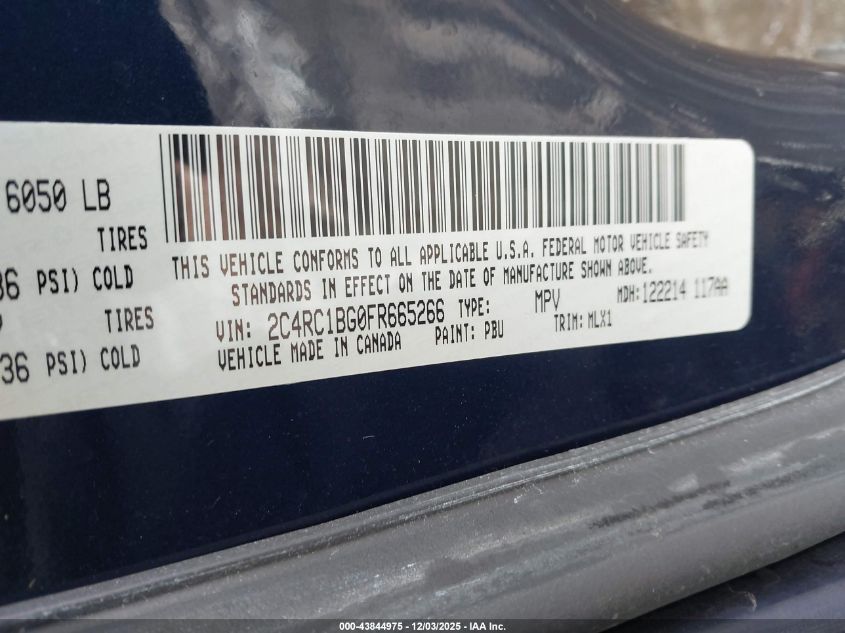 6050 LB
TIRES
36 PSI) COLD
TIRES
36 PSI) COLD
THIS VEHICLE CONFORMS TO ALL APPLICABLE U.S.A. FEDERAL MOTOR VEHICLE SAFETY
STANDARDS IN EFFECT ON THE DATE OF MANUFACTURE SHOWN ABOVE.
VIN: 2C4RC1BG0FR665266 TYPE: MPV MDH: 122214 117AA
VEHICLE MADE IN CANADA PAINT: PBU TRIM: MLX1
000-43844975 - 12/03/2025 - IAA Inc.